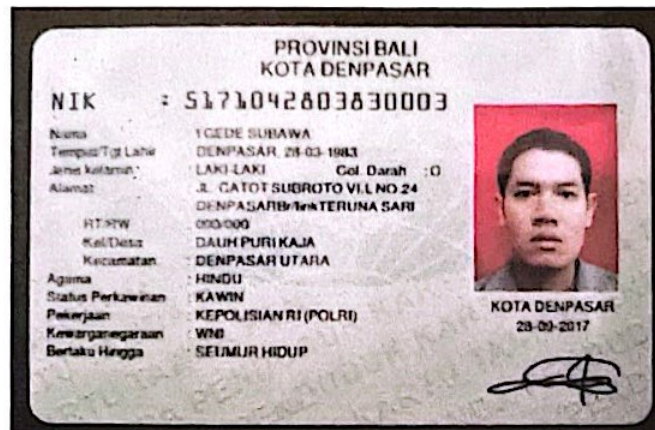 PROVINSI BALI
KOTA DENPASAR
NIK : 5171042803830003
Nama : I GEDE SUBAWA
Tempat/Tgl Lahir : DENPASAR, 28-03-1983
Jenis kelamin : LAKI-LAKI Gol. Darah : O
Alamat : JL. GATOT SUBROTO VI.L NO.24
DENPASARBr/linkTERUNA SARI
RT/RW : 000/000
Kel/Desa : DAUH PURI KAJA
Kecamatan : DENPASAR UTARA
Agama : HINDU
Status Perkawinan : KAWIN
Pekerjaan : KEPOLISIAN RI (POLRI)
Kewarganegaraan : WNI
Berlaku Hingga : SEUMUR HIDUP
KOTA DENPASAR
28-09-2017